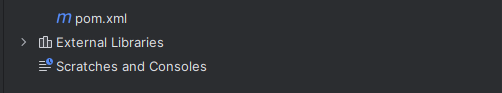 m pom.xml
External Libraries
Scratches and Consoles